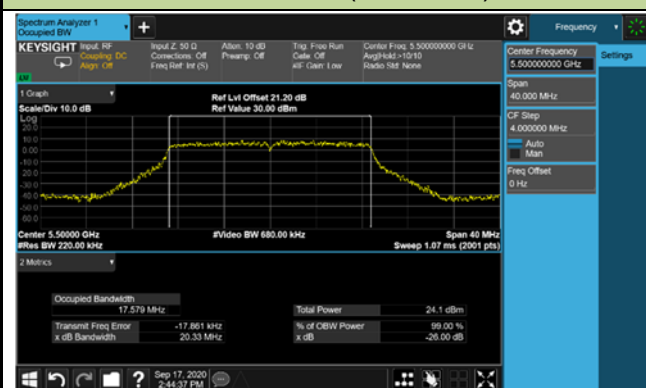 Spectrum Analyzer 1
Occupied BW
+
Frequency
KEYSIGHT
Input: RF
Coupling: DC
Align: Off
Input Z: 50 Ω
Corrections: Off
Freq Ref: Int (S)
Atten: 10 dB
Preamp: Off
Trig: Free Run
Gate: Off
#IF Gain: Low
Center Freq: 5.500000000 GHz
Avg|Hold:>10/10
Radio Std: None
Center Frequency
5.500000000 GHz
Settings
Span
40.000 MHz
CF Step
4.000000 MHz
Auto
Man
Freq Offset
0 Hz
1 Graph
Scale/Div 10.0 dB
Ref Lvl Offset 21.20 dB
Ref Value 30.00 dBm
Log
20.0
10.0
0.00
-10.0
-20.0
-30.0
-40.0
-50.0
-60.0
Center 5.50000 GHz
#Res BW 220.00 kHz
#Video BW 680.00 kHz
Span 40 MHz
Sweep 1.07 ms (2001 pts)
2 Metrics
Occupied Bandwidth
17.579 MHz
Total Power 24.1 dBm
Transmit Freq Error -17.861 kHz
% of OBW Power 99.00 %
x dB Bandwidth 20.33 MHz
x dB -26.00 dB
?
Sep 17, 2020
2:44:37 PM